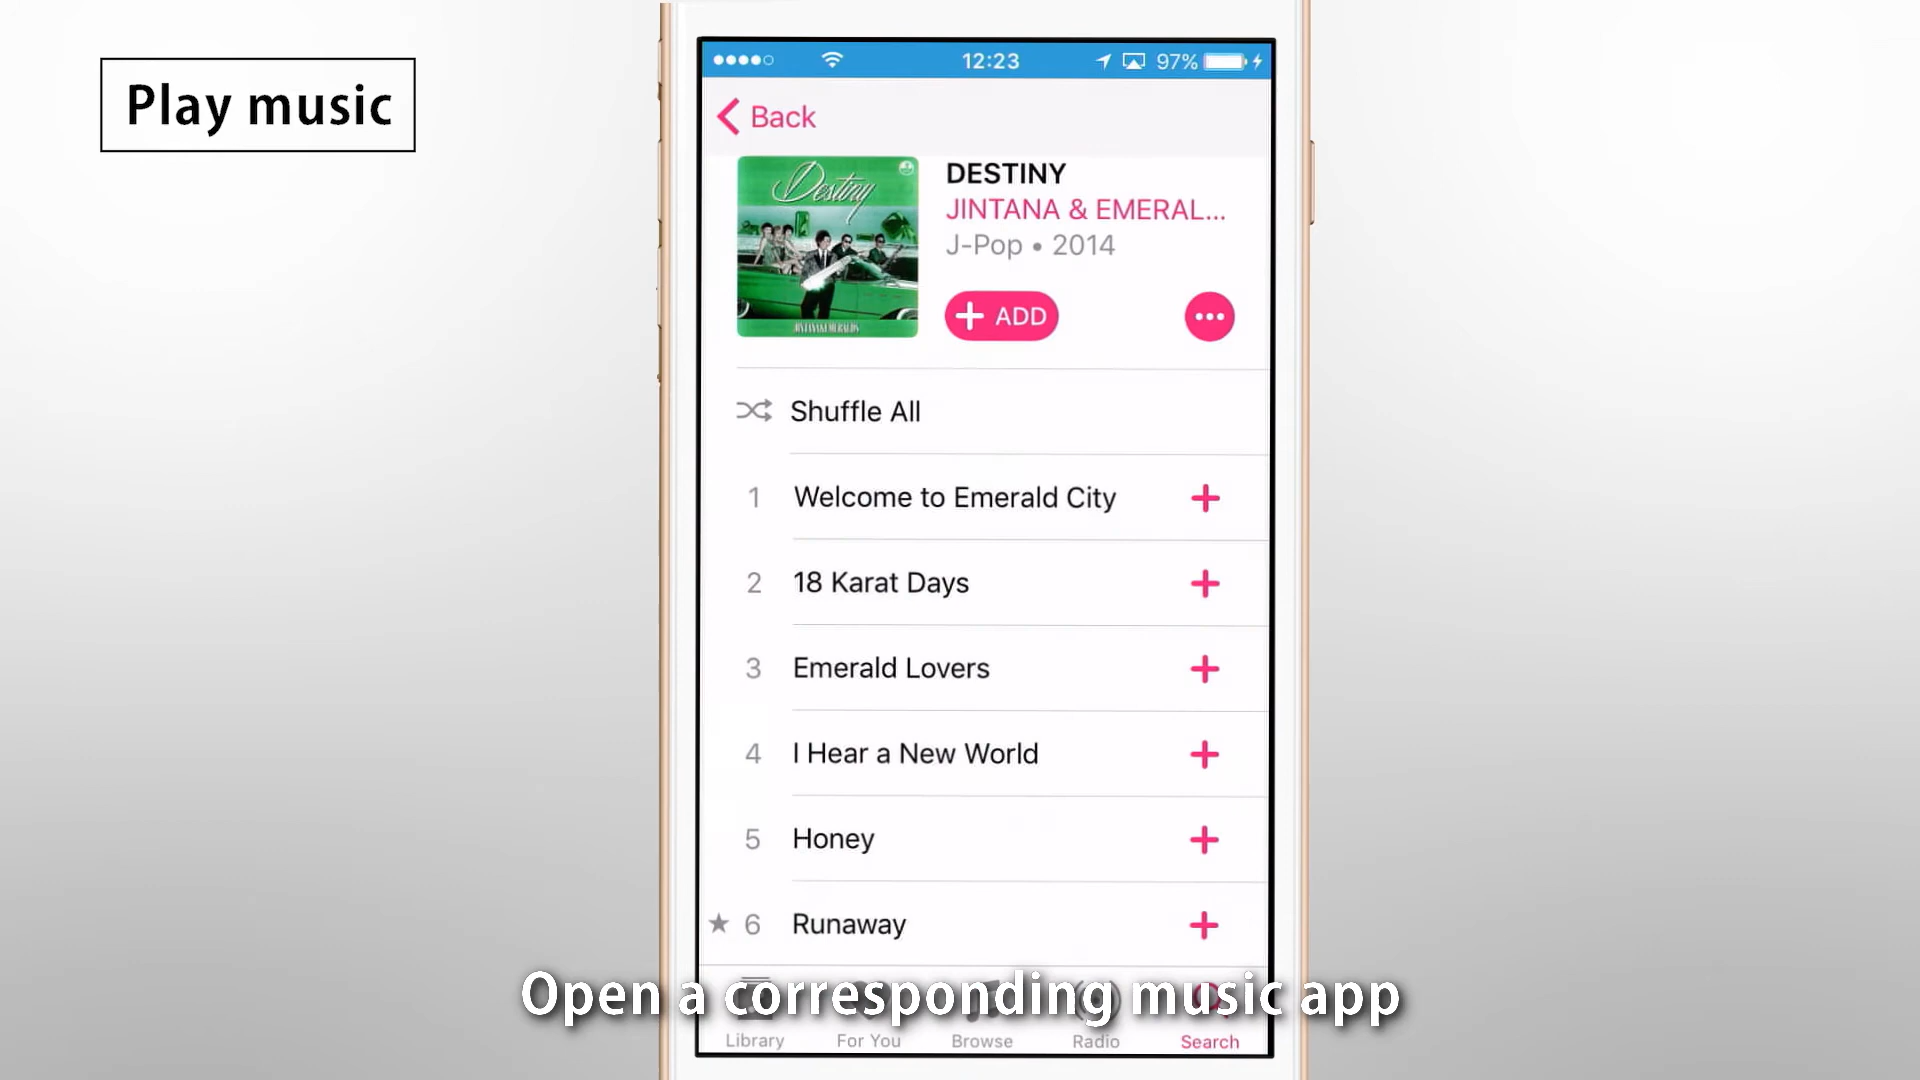 Play music
12:23
97%
Back
Destiny
DESTINY
JINTANA & EMERAL...
J-Pop • 2014
ADD
Shuffle All
1 Welcome to Emerald City
2 18 Karat Days
3 Emerald Lovers
4 I Hear a New World
5 Honey
6 Runaway
Open a corresponding music app
Library
For You
Browse
Radio
Search